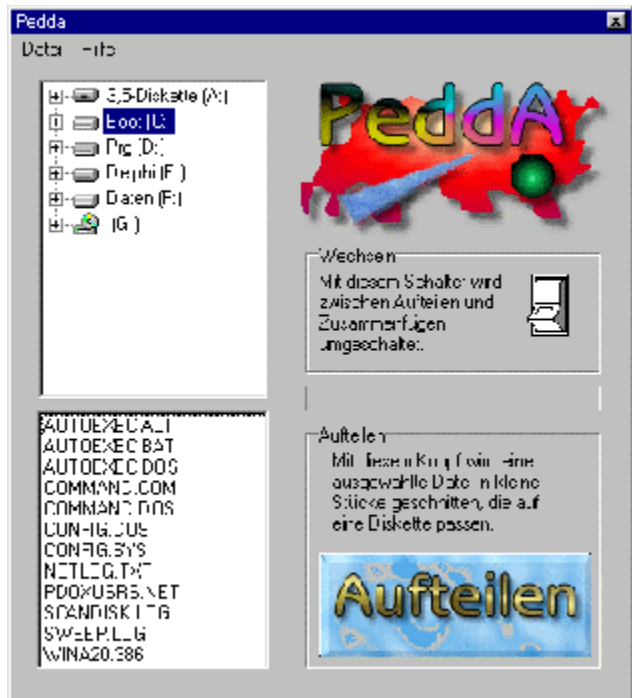 Pedda
Datei Hilfe
3,5-Diskette (A:)
Boot (C:)
Prg (D:)
Delphi (E:)
Daten (F:)
(G:)
PeddA
Wechseln
Mit diesem Schalter wird
zwischen Aufteilen und
Zusammenfügen
umgeschaltet.
AUTOEXEC.ALT
AUTOEXEC.BAT
AUTOEXEC.DOS
COMMAND.COM
COMMAND.DOS
CONFIG.DOS
CONFIG.SYS
NETLOG.TXT
PDOXUSRS.NET
SCANDISK.LOG
SWEEP.LOG
WINA20.386
Aufteilen
Mit diesem Knopf wird eine
ausgewählte Datei in kleine
Stücke geschnitten, die auf
eine Diskette passen.
Aufteilen